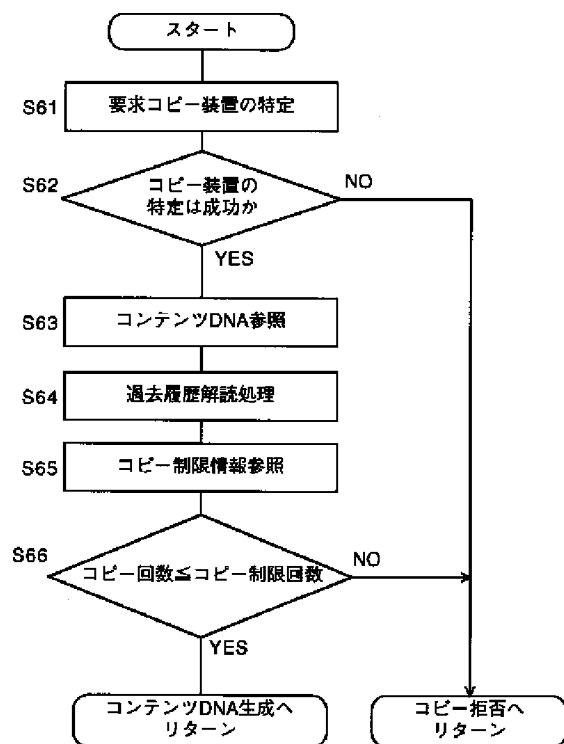 スタート
S61
要求コピー装置の特定
S62
コピー装置の
特定は成功か
NO
YES
S63
コンテンツDNA参照
S64
過去履歴解読処理
S65
コピー制限情報参照
S66
コピー回数≦コピー制限回数
NO
YES
コンテンツDNA生成へ
リターン
コピー拒否へ
リターン